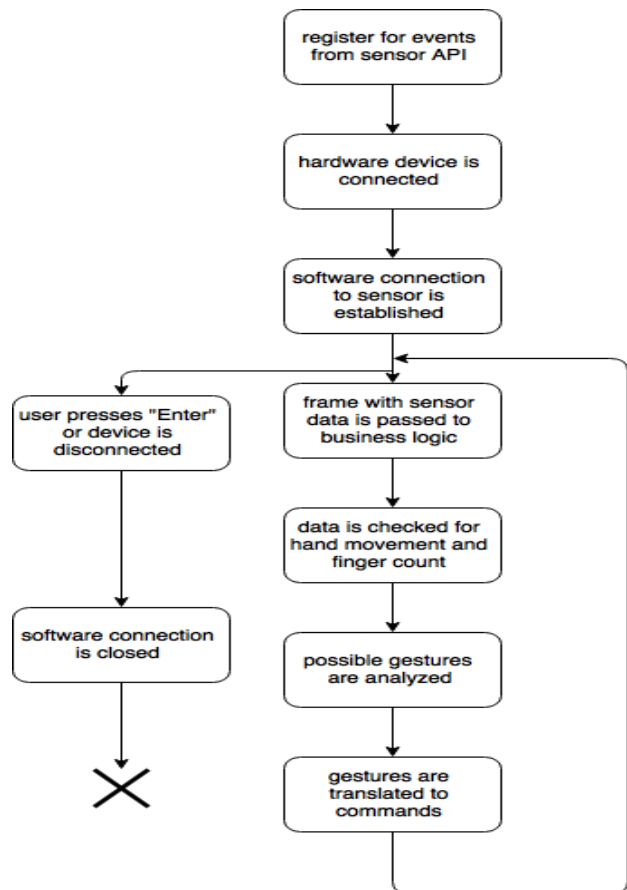 register for events
from sensor API
hardware device is
connected
software connection
to sensor is
established
user presses "Enter"
or device is
disconnected
frame with sensor
data is passed to
business logic
data is checked for
hand movement and
finger count
software connection
is closed
possible gestures
are analyzed
gestures are
translated to
commands